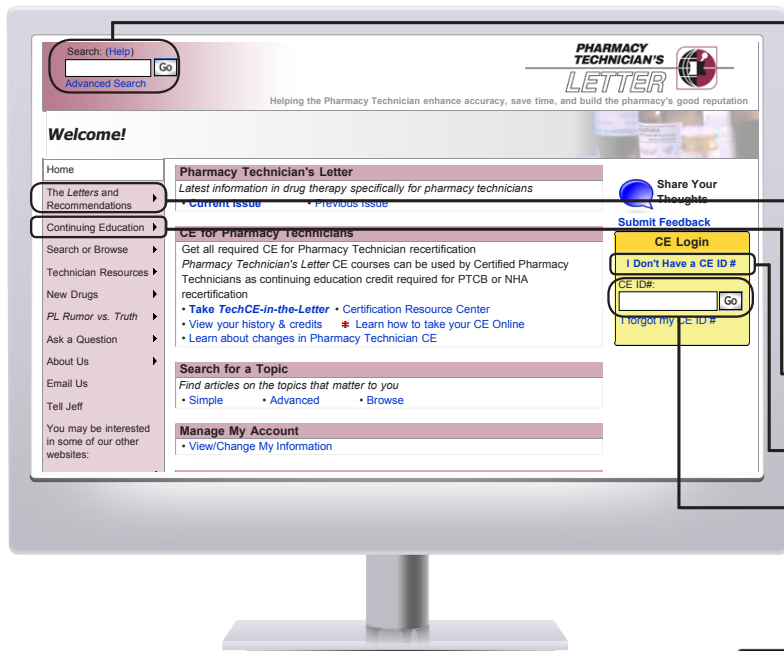 Search: (Help)
Go
Advanced Search
PHARMACY
TECHNICIAN'S
LETTER
Helping the Pharmacy Technician enhance accuracy, save time, and build the pharmacy's good reputation
Welcome!
Home
The Letters and
Recommendations
Continuing Education
Search or Browse
Technician Resources
New Drugs
PL Rumor vs. Truth
Ask a Question
About Us
Email Us
Tell Jeff
You may be interested
in some of our other
websites:
Pharmacy Technician's Letter
Latest information in drug therapy specifically for pharmacy technicians
• Current Issue • Previous Issue
CE for Pharmacy Technicians
Get all required CE for Pharmacy Technician recertification
Pharmacy Technician's Letter CE courses can be used by Certified Pharmacy
Technicians as continuing education credit required for PTCB or NHA
recertification
• Take TechCE-in-the-Letter • Certification Resource Center
• View your history & credits Learn how to take your CE Online
• Learn about changes in Pharmacy Technician CE
Search for a Topic
Find articles on the topics that matter to you
• Simple • Advanced • Browse
Manage My Account
• View/Change My Information
Share Your
Thoughts
Submit Feedback
CE Login
I Don't Have a CE ID #
CE ID#:
Go
I forgot my CE ID #